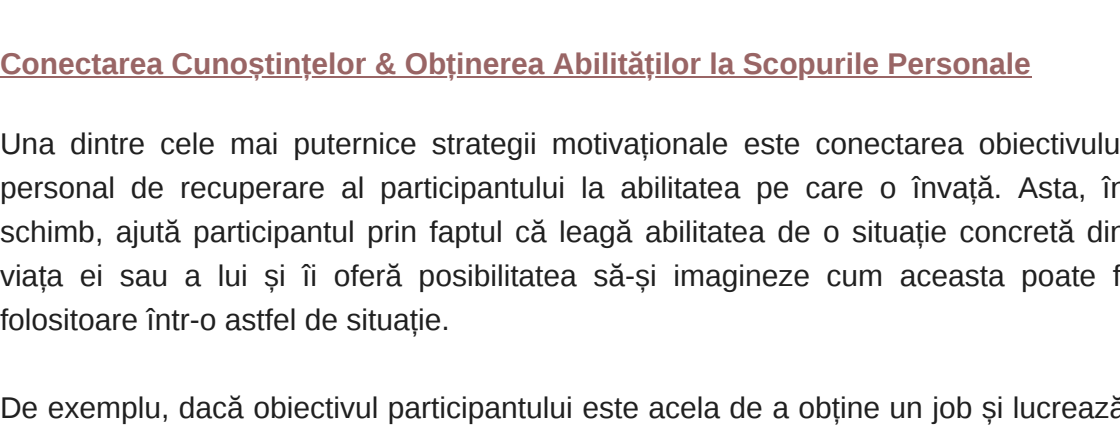 Conectarea Cunoștințelor & Obținerea Abilităților la Scopurile Personale
Una dintre cele mai puternice strategii motivaționale este conectarea obiectivulu
personal de recuperare al participantului la abilitatea pe care o învață. Asta, în
schimb, ajută participantul prin faptul că leagă abilitatea de o situație concretă din
viața ei sau a lui și îi oferă posibilitatea să-și imagineze cum aceasta poate f
folositoare într-o astfel de situație.
De exemplu, dacă obiectivul participantului este acela de a obține un job și lucrează